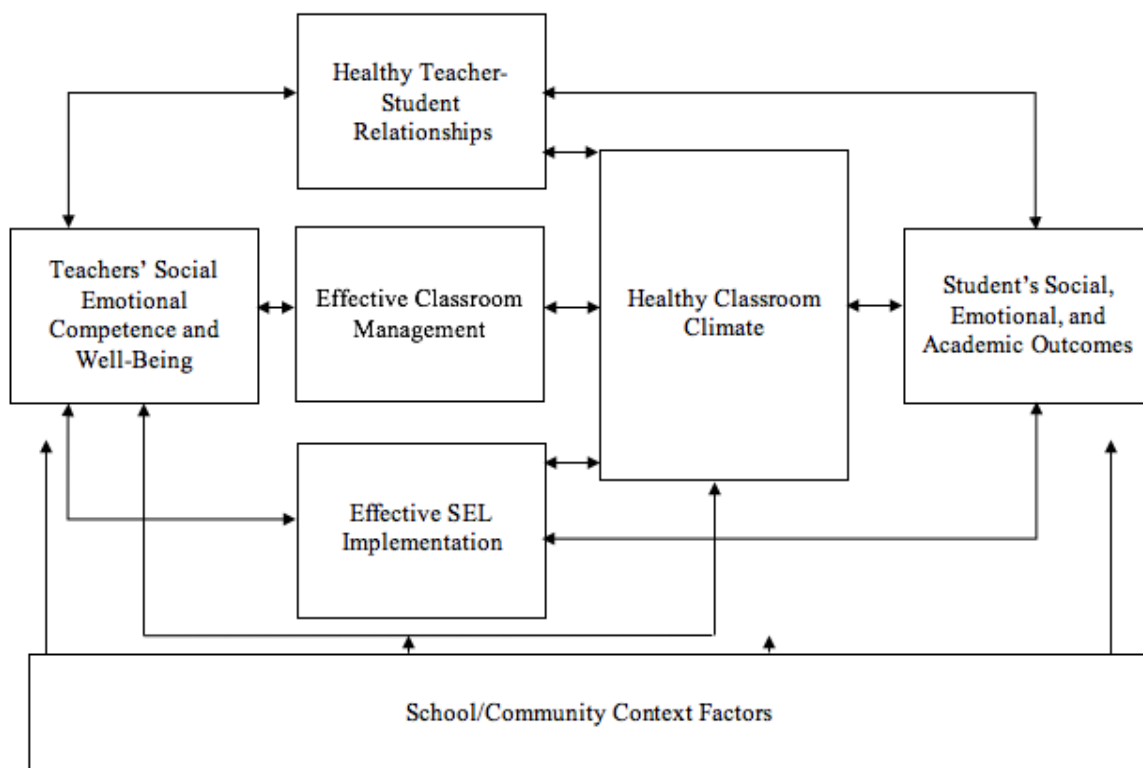 Healthy Teacher-
Student
Relationships
Teachers’ Social
Emotional
Competence and
Well-Being
Effective Classroom
Management
Healthy Classroom
Climate
Student’s Social,
Emotional, and
Academic Outcomes
Effective SEL
Implementation
School/Community Context Factors